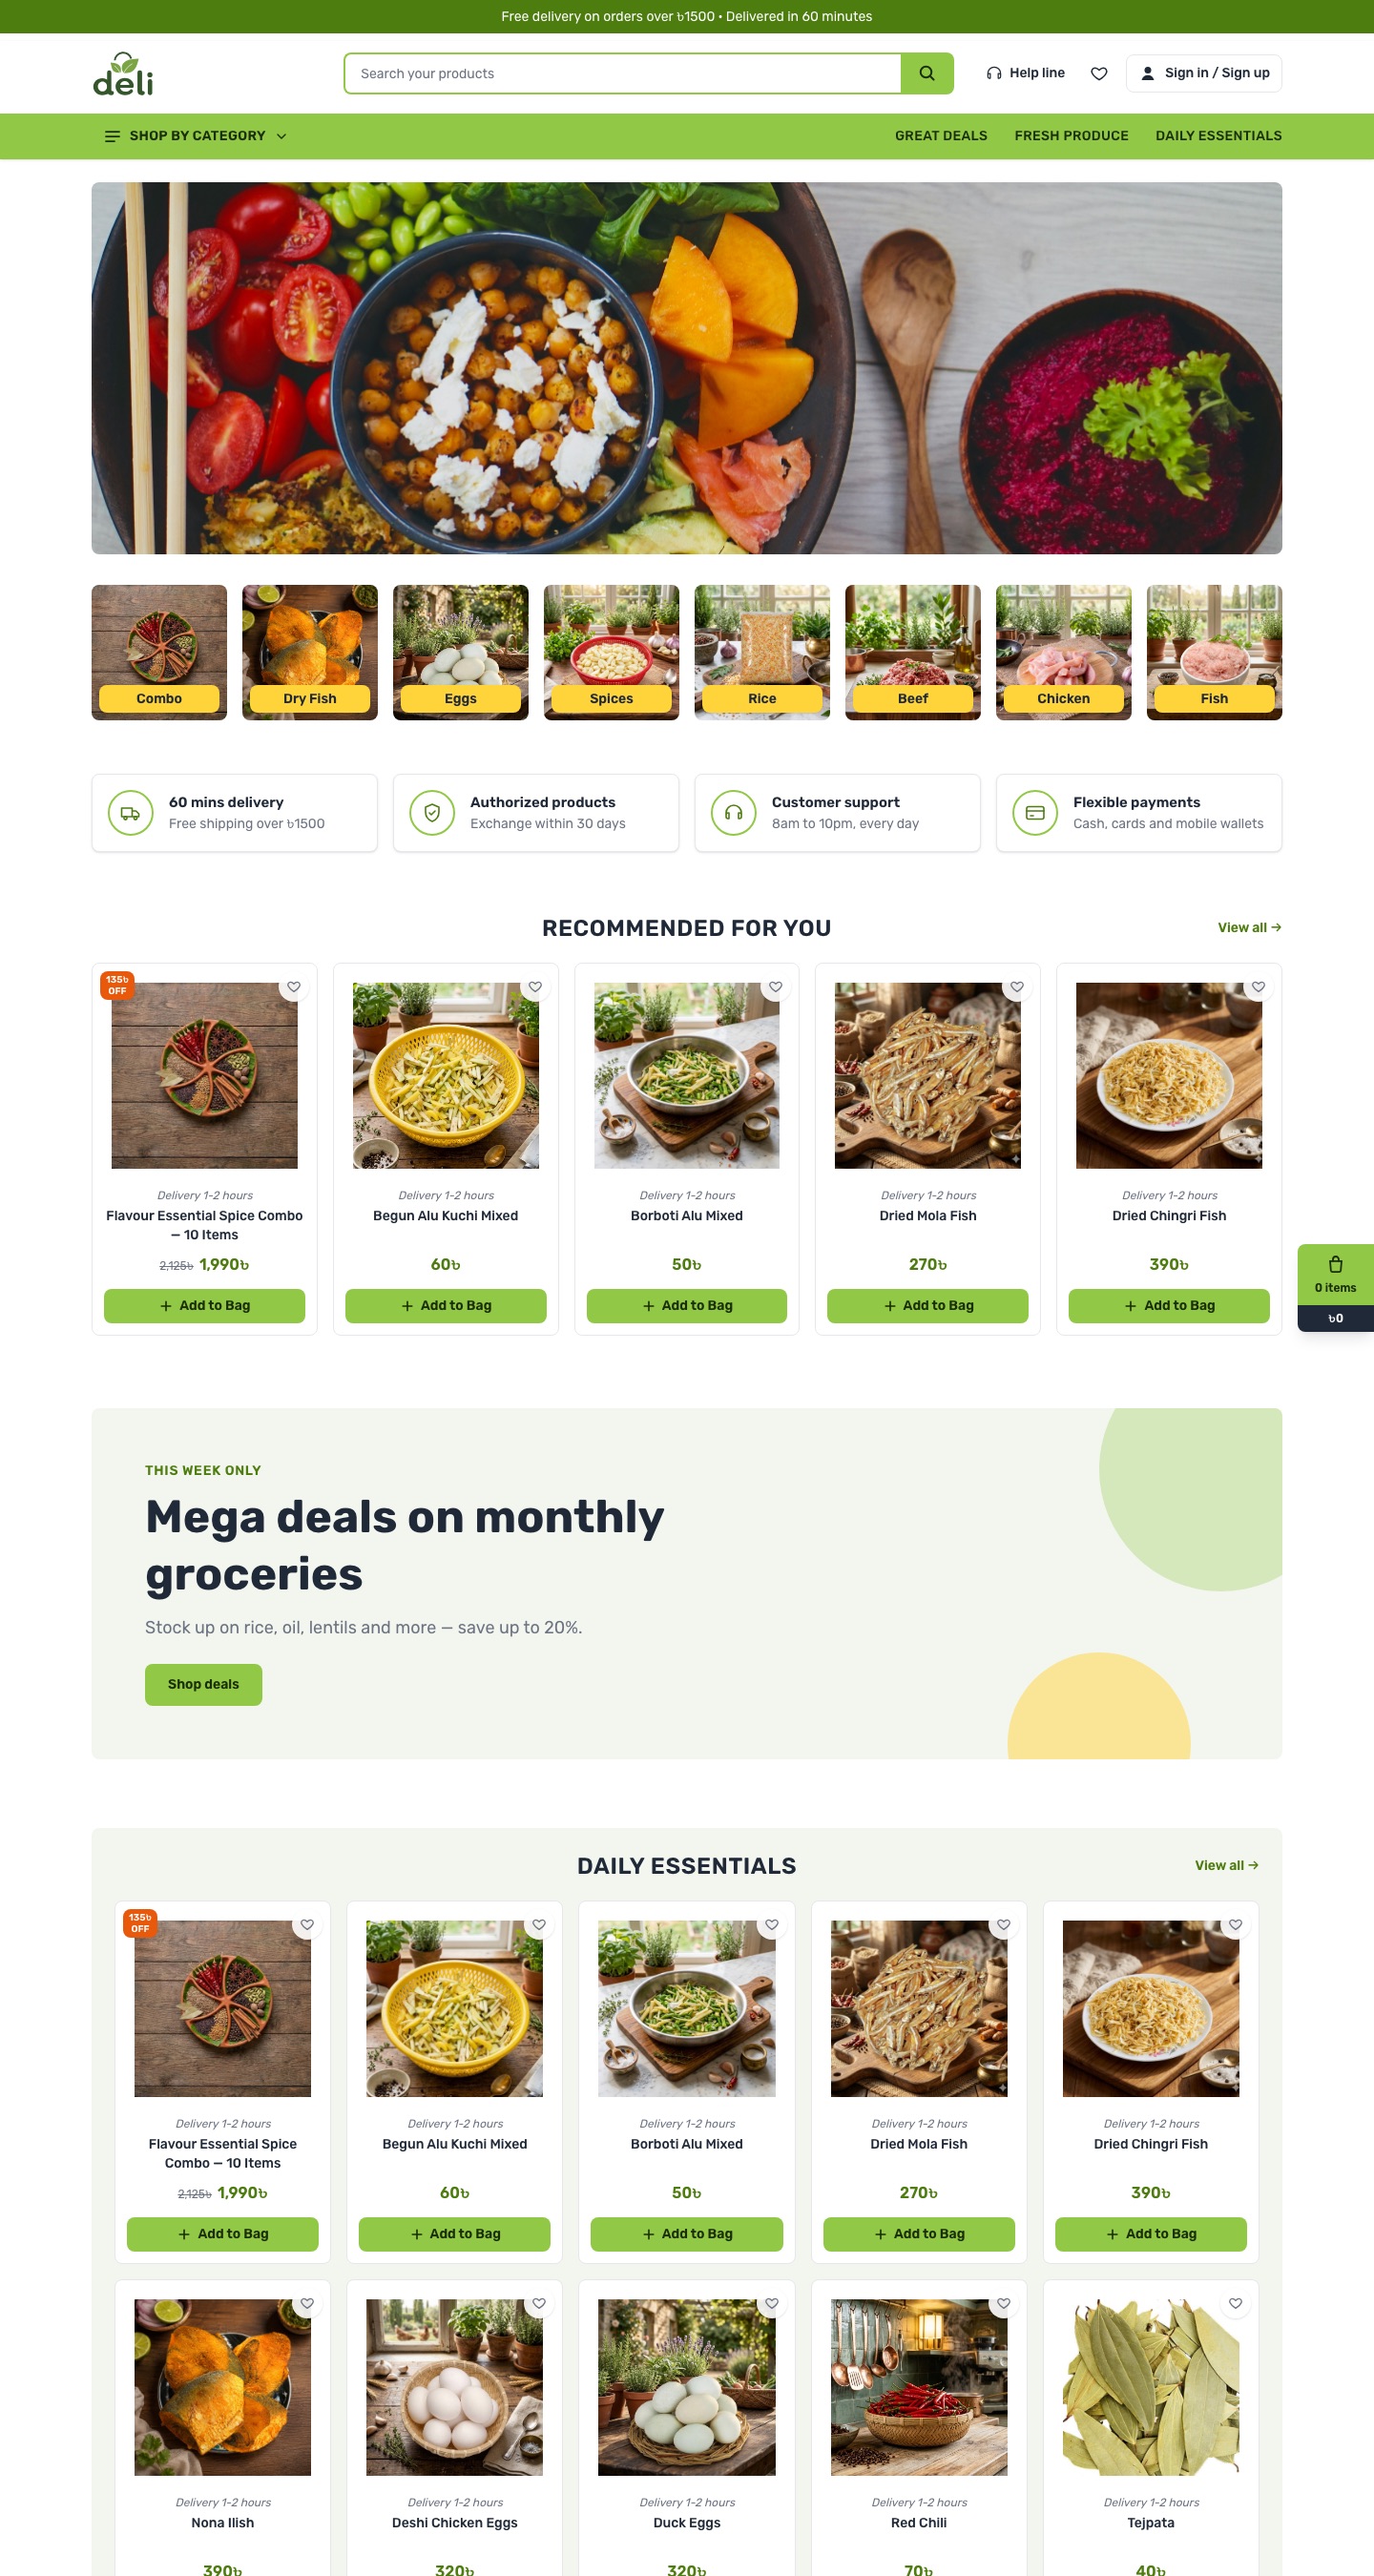 Free delivery on orders over ৳1500 • Delivered in 60 minutes
deli
Search your products
Help line
Sign in / Sign up
SHOP BY CATEGORY
GREAT DEALS
FRESH PRODUCE
DAILY ESSENTIALS
Combo
Dry Fish
Eggs
Spices
Rice
Beef
Chicken
Fish
60 mins delivery
Free shipping over ৳1500
Authorized products
Exchange within 30 days
Customer support
8am to 10pm, every day
Flexible payments
Cash, cards and mobile wallets
RECOMMENDED FOR YOU
View all →
135৳
OFF
Delivery 1-2 hours
Flavour Essential Spice Combo
— 10 Items
2,125৳ 1,990৳
+ Add to Bag
Delivery 1-2 hours
Begun Alu Kuchi Mixed
60৳
+ Add to Bag
Delivery 1-2 hours
Borboti Alu Mixed
50৳
+ Add to Bag
Delivery 1-2 hours
Dried Mola Fish
270৳
+ Add to Bag
Delivery 1-2 hours
Dried Chingri Fish
390৳
+ Add to Bag
0 items
৳0
THIS WEEK ONLY
Mega deals on monthly
groceries
Stock up on rice, oil, lentils and more — save up to 20%.
Shop deals
DAILY ESSENTIALS
View all →
135৳
OFF
Delivery 1-2 hours
Flavour Essential Spice
Combo — 10 Items
2,125৳ 1,990৳
+ Add to Bag
Delivery 1-2 hours
Begun Alu Kuchi Mixed
60৳
+ Add to Bag
Delivery 1-2 hours
Borboti Alu Mixed
50৳
+ Add to Bag
Delivery 1-2 hours
Dried Mola Fish
270৳
+ Add to Bag
Delivery 1-2 hours
Dried Chingri Fish
390৳
+ Add to Bag
Delivery 1-2 hours
Nona Ilish
390৳
Delivery 1-2 hours
Deshi Chicken Eggs
320৳
Delivery 1-2 hours
Duck Eggs
320৳
Delivery 1-2 hours
Red Chili
70৳
Delivery 1-2 hours
Tejpata
40৳